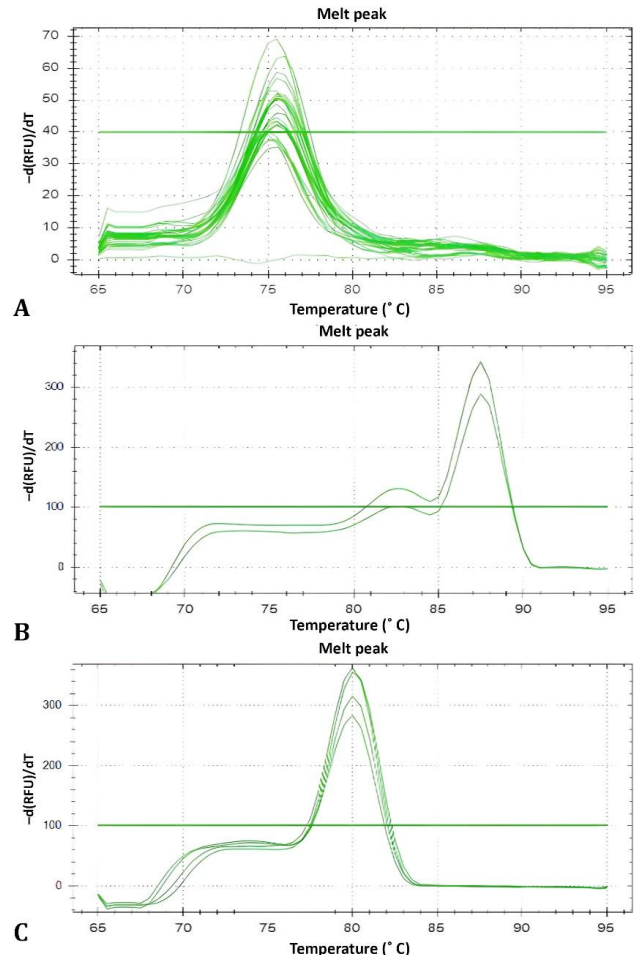 Melt peak
70
60
50
40
30
20
10
0
–d(RFU)/dT
65 70 75 80 85 90 95
Temperature (˚ C)
A
Melt peak
300
200
100
0
–d(RFU)/dT
65 70 75 80 85 90 95
Temperature (˚ C)
B
Melt peak
300
200
100
0
–d(RFU)/dT
65 70 75 80 85 90 95
Temperature (˚ C)
C